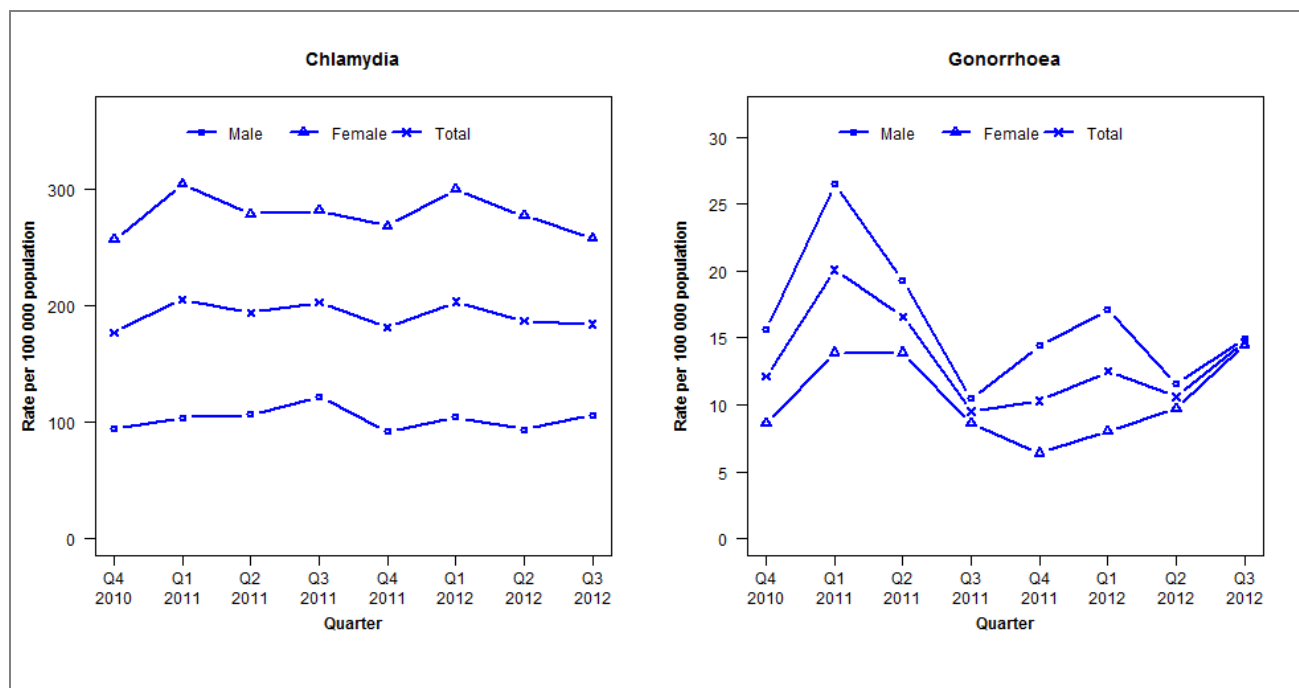 Chlamydia
Male Female Total
300
200
100
0
Rate per 100 000 population
Q4 Q1 Q2 Q3 Q4 Q1 Q2 Q3
2010 2011 2011 2011 2011 2012 2012 2012
Quarter
Gonorrhoea
Male Female Total
30
25
20
15
10
5
0
Rate per 100 000 population
Q4 Q1 Q2 Q3 Q4 Q1 Q2 Q3
2010 2011 2011 2011 2011 2012 2012 2012
Quarter